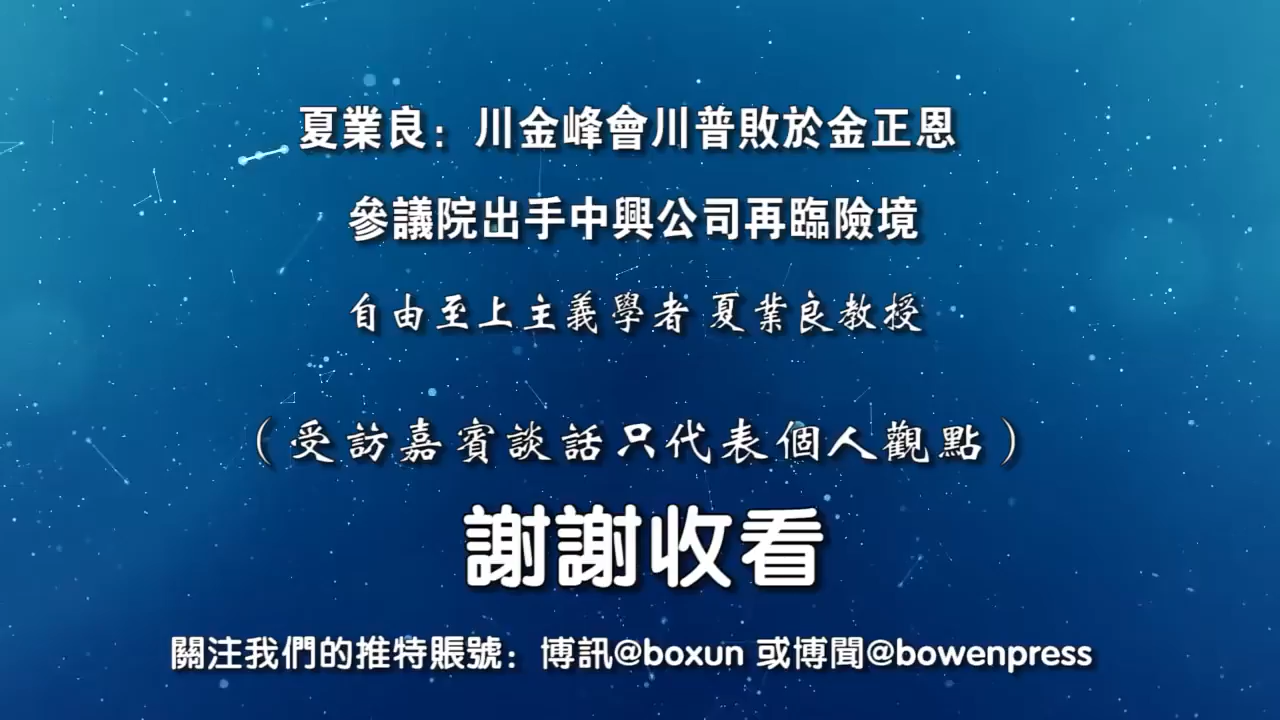 夏業良：川金峰會川普敗於金正恩
參議院出手中興公司再臨險境
自由至上主義學者 夏業良教授
（受訪嘉賓談話只代表個人觀點）
謝謝收看
關注我們的推特賬號：博訊@boxun 或博聞@bowenpress